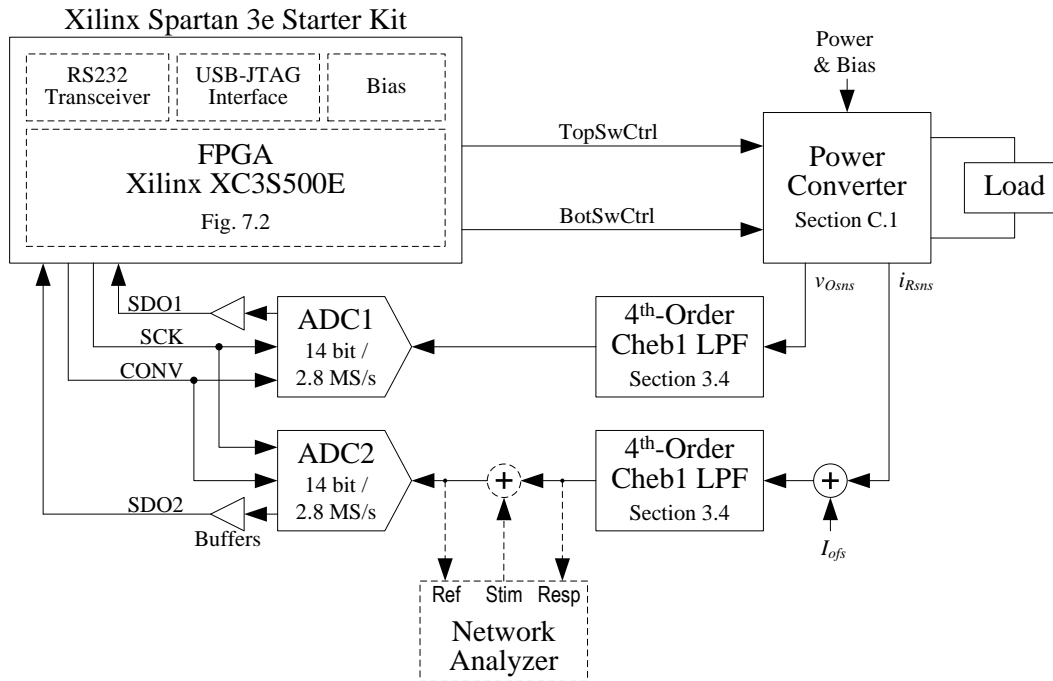 Xilinx Spartan 3e Starter Kit
RS232
Transceiver
USB-JTAG
Interface
Bias
FPGA
Xilinx XC3S500E
Fig. 7.2
Power
& Bias
TopSwCtrl
BotSwCtrl
Power
Converter
Section C.1
Load
vOsns
iRsns
SDO1
SCK
CONV
ADC1
14 bit /
2.8 MS/s
4th-Order
Cheb1 LPF
Section 3.4
ADC2
14 bit /
2.8 MS/s
+
4th-Order
Cheb1 LPF
Section 3.4
+
SDO2
Buffers
Iofs
Ref
Stim
Resp
Network
Analyzer